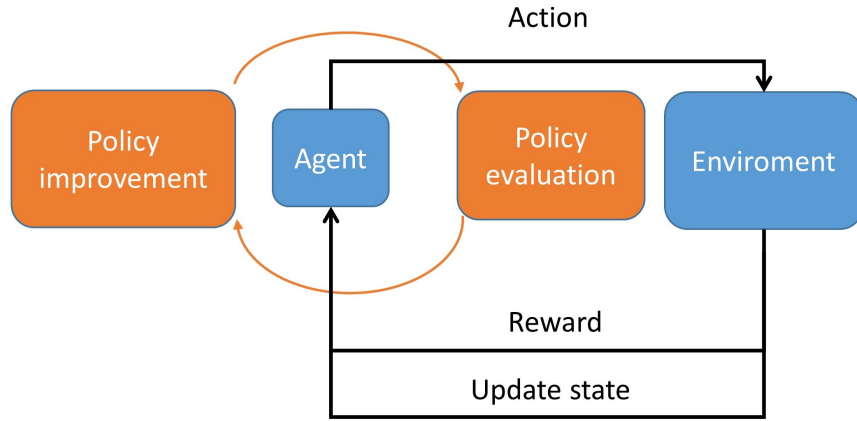 Action
Policy
improvement
Agent
Policy
evaluation
Enviroment
Reward
Update state